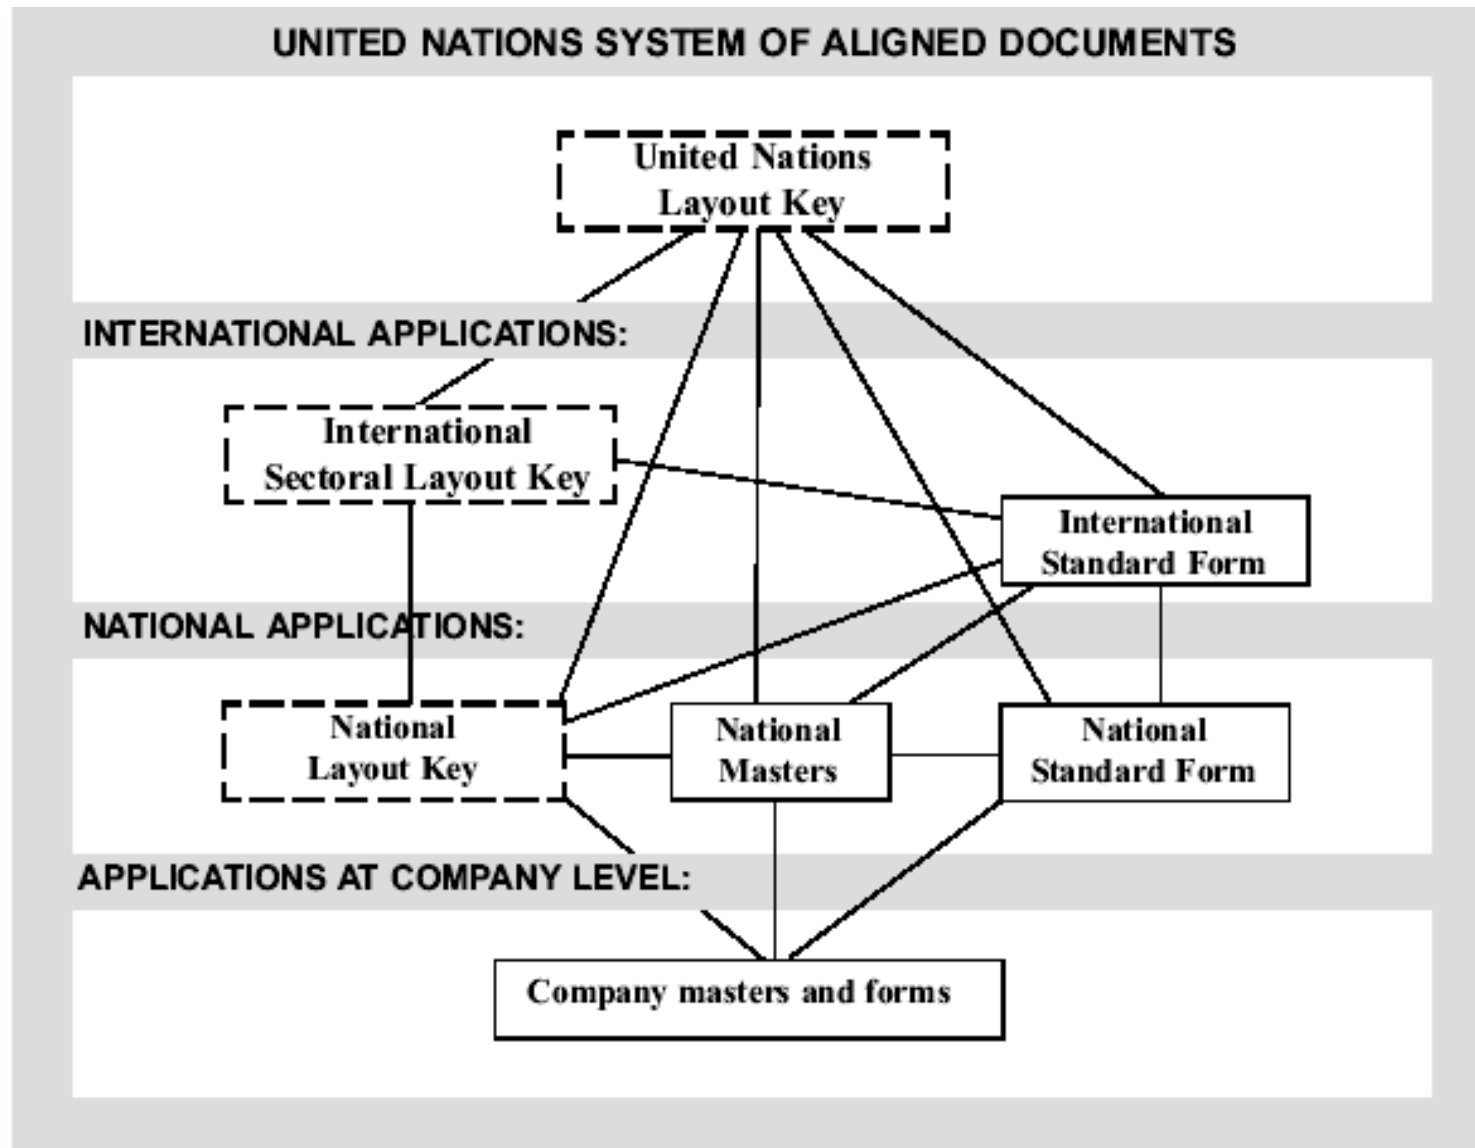 UNITED NATIONS SYSTEM OF ALIGNED DOCUMENTS
United Nations
Layout Key
INTERNATIONAL APPLICATIONS:
International
Sectoral Layout Key
International
Standard Form
NATIONAL APPLICATIONS:
National
Layout Key
National
Masters
National
Standard Form
APPLICATIONS AT COMPANY LEVEL:
Company masters and forms